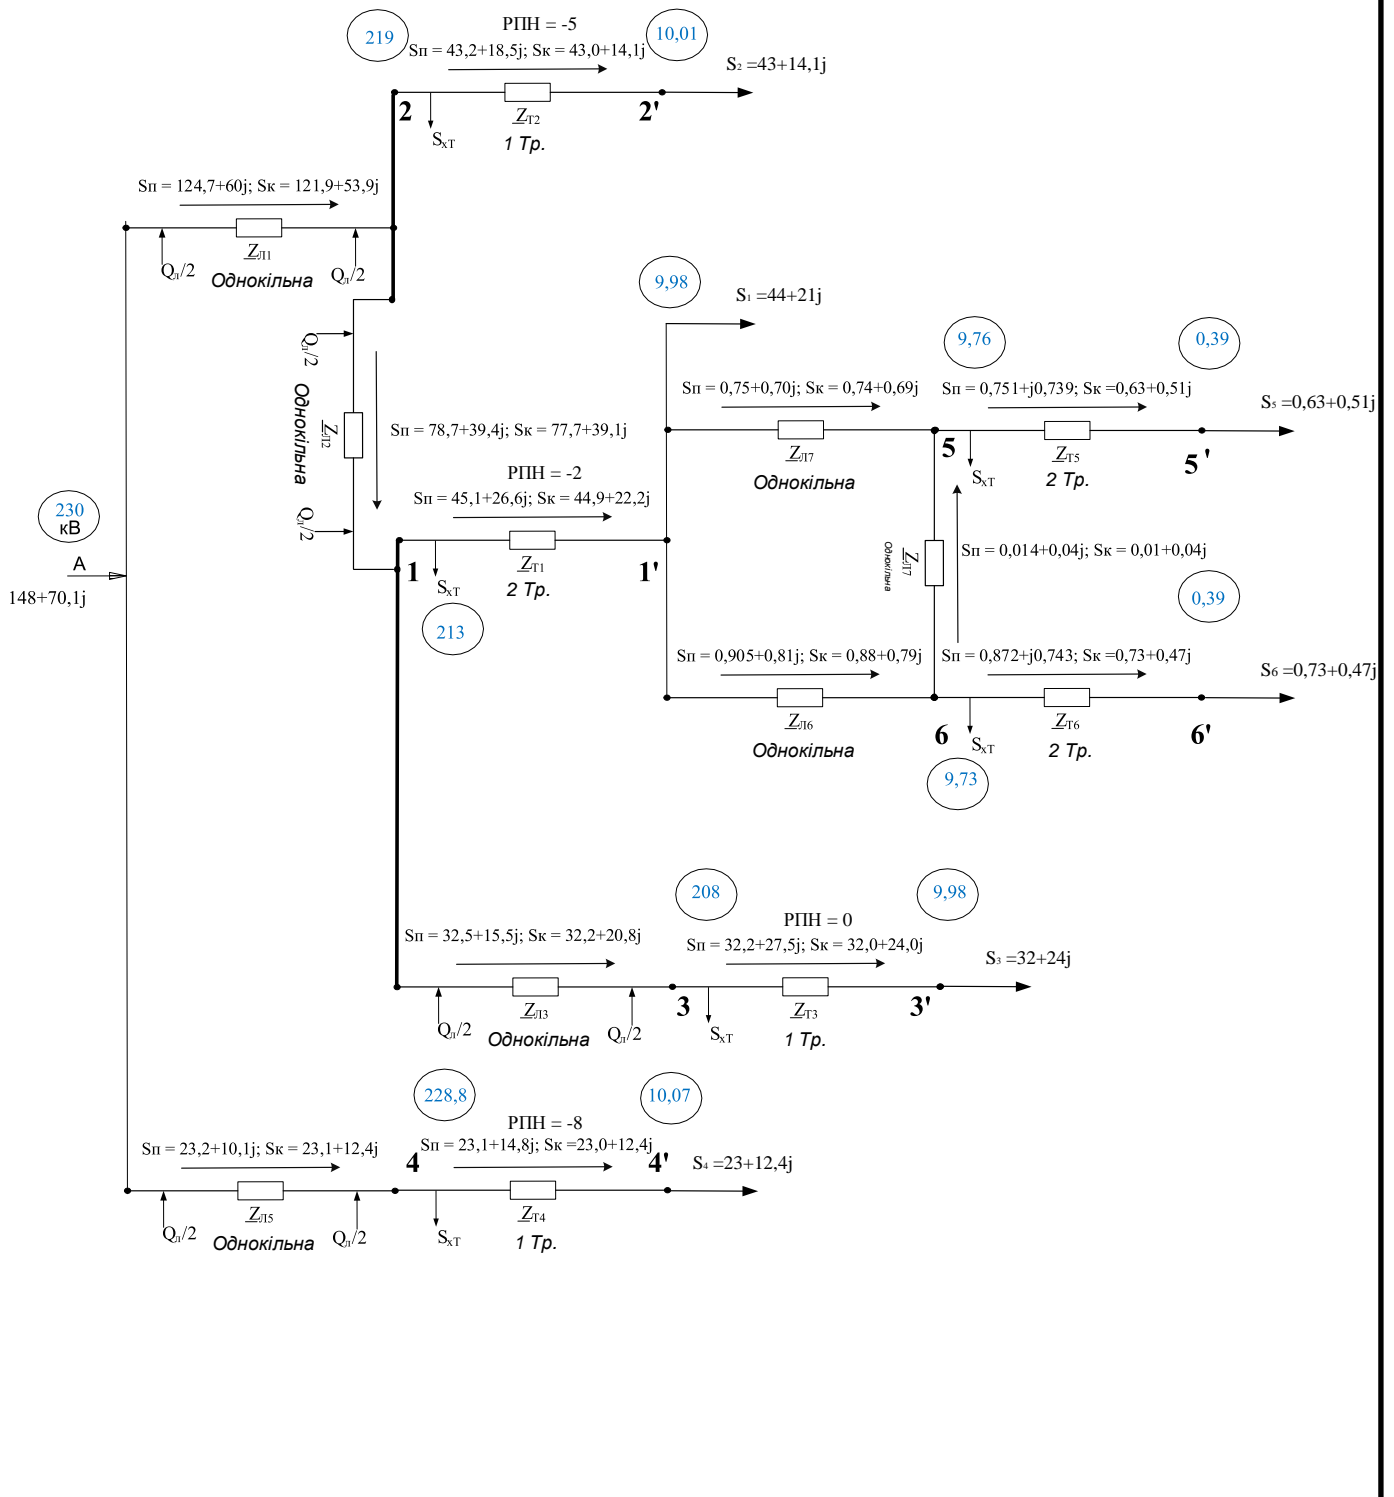 219
РПН = -5
10,01
Sп = 43,2+18,5j; Sк = 43,0+14,1j
S₂ =43+14,1j
2
SхТ
ZТ2
1 Тр.
2'
Sп = 124,7+60j; Sк = 121,9+53,9j
Qл/2
ZЛ1
Однокільна
Qл/2
9,98
S₁ =44+21j
Qл/2
Однокільна
ZЛ2
Qл/2
Sп = 78,7+39,4j; Sк = 77,7+39,1j
9,76
0,39
Sп = 0,75+0,70j; Sк = 0,74+0,69j
Sп = 0,751+j0,739; Sк =0,63+0,51j
S₅ =0,63+0,51j
ZЛ7
Однокільна
5
SхТ
ZТ5
2 Тр.
5'
РПН = -2
Sп = 45,1+26,6j; Sк = 44,9+22,2j
230
кВ
А
148+70,1j
1
SхТ
ZТ1
2 Тр.
1'
213
Однокільна
ZЛ7
Sп = 0,014+0,04j; Sк = 0,01+0,04j
0,39
Sп = 0,905+0,81j; Sк = 0,88+0,79j
Sп = 0,872+j0,743; Sк =0,73+0,47j
S₆ =0,73+0,47j
ZЛ6
Однокільна
6
SхТ
ZТ6
2 Тр.
6'
9,73
208
9,98
РПН = 0
Sп = 32,5+15,5j; Sк = 32,2+20,8j
Sп = 32,2+27,5j; Sк = 32,0+24,0j
S₃ =32+24j
Qл/2
ZЛ3
Однокільна
Qл/2
3
SхТ
ZТ3
1 Тр.
3'
228,8
10,07
РПН = -8
Sп = 23,2+10,1j; Sк = 23,1+12,4j
Sп = 23,1+14,8j; Sк =23,0+12,4j
S₄ =23+12,4j
4
4'
Qл/2
ZЛ5
Однокільна
Qл/2
SхТ
ZТ4
1 Тр.